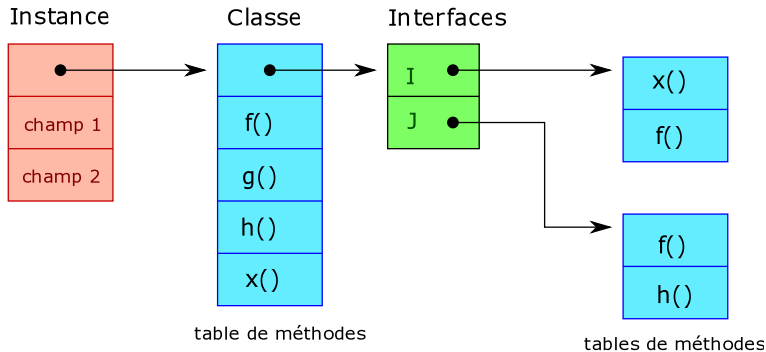 Instance
champ 1
champ 2
Classe
f()
g()
h()
x()
table de méthodes
Interfaces
I
J
x()
f()
f()
h()
tables de méthodes